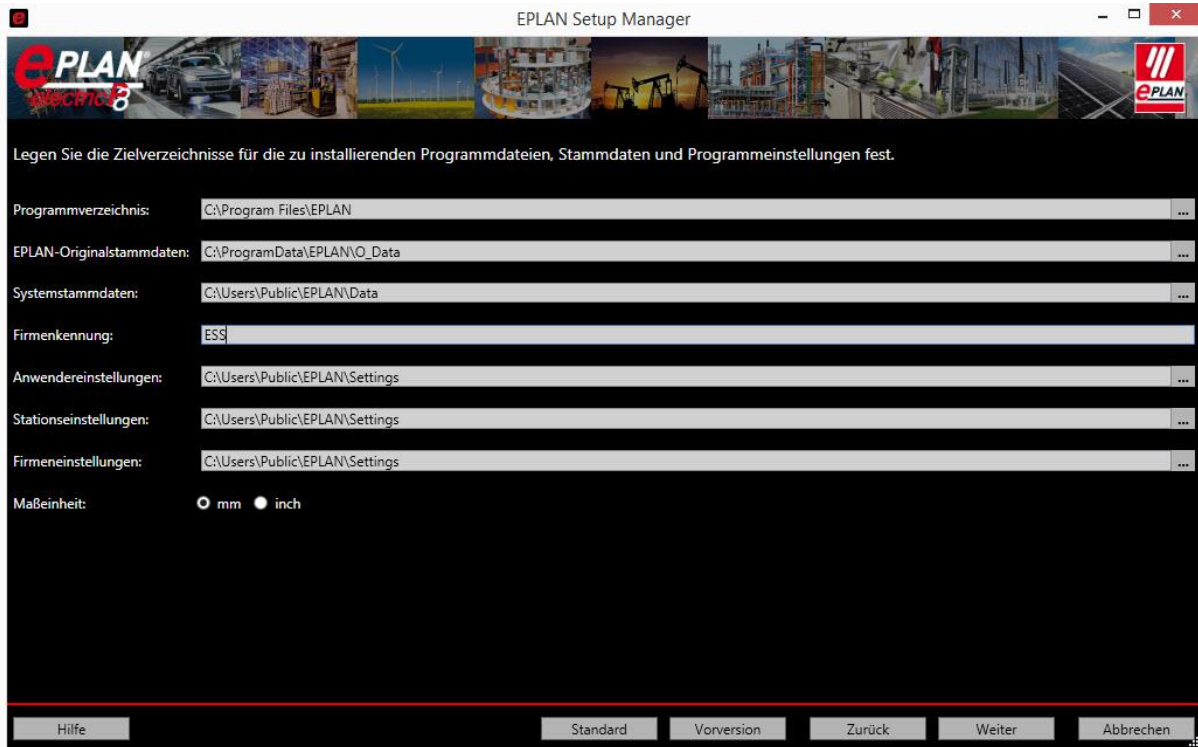 EPLAN Setup Manager
ePLAN
electric P8
ePLAN
Legen Sie die Zielverzeichnisse für die zu installierenden Programmdateien, Stammdaten und Programmeinstellungen fest.
Programmverzeichnis: C:\Program Files\EPLAN ...
EPLAN-Originalstammdaten: C:\ProgramData\EPLAN\O_Data ...
Systemstammdaten: C:\Users\Public\EPLAN\Data ...
Firmenkennung: ESS
Anwendereinstellungen: C:\Users\Public\EPLAN\Settings ...
Stationseinstellungen: C:\Users\Public\EPLAN\Settings ...
Firmeneinstellungen: C:\Users\Public\EPLAN\Settings ...
Maßeinheit: mm inch
Hilfe Standard Vorversion Zurück Weiter Abbrechen